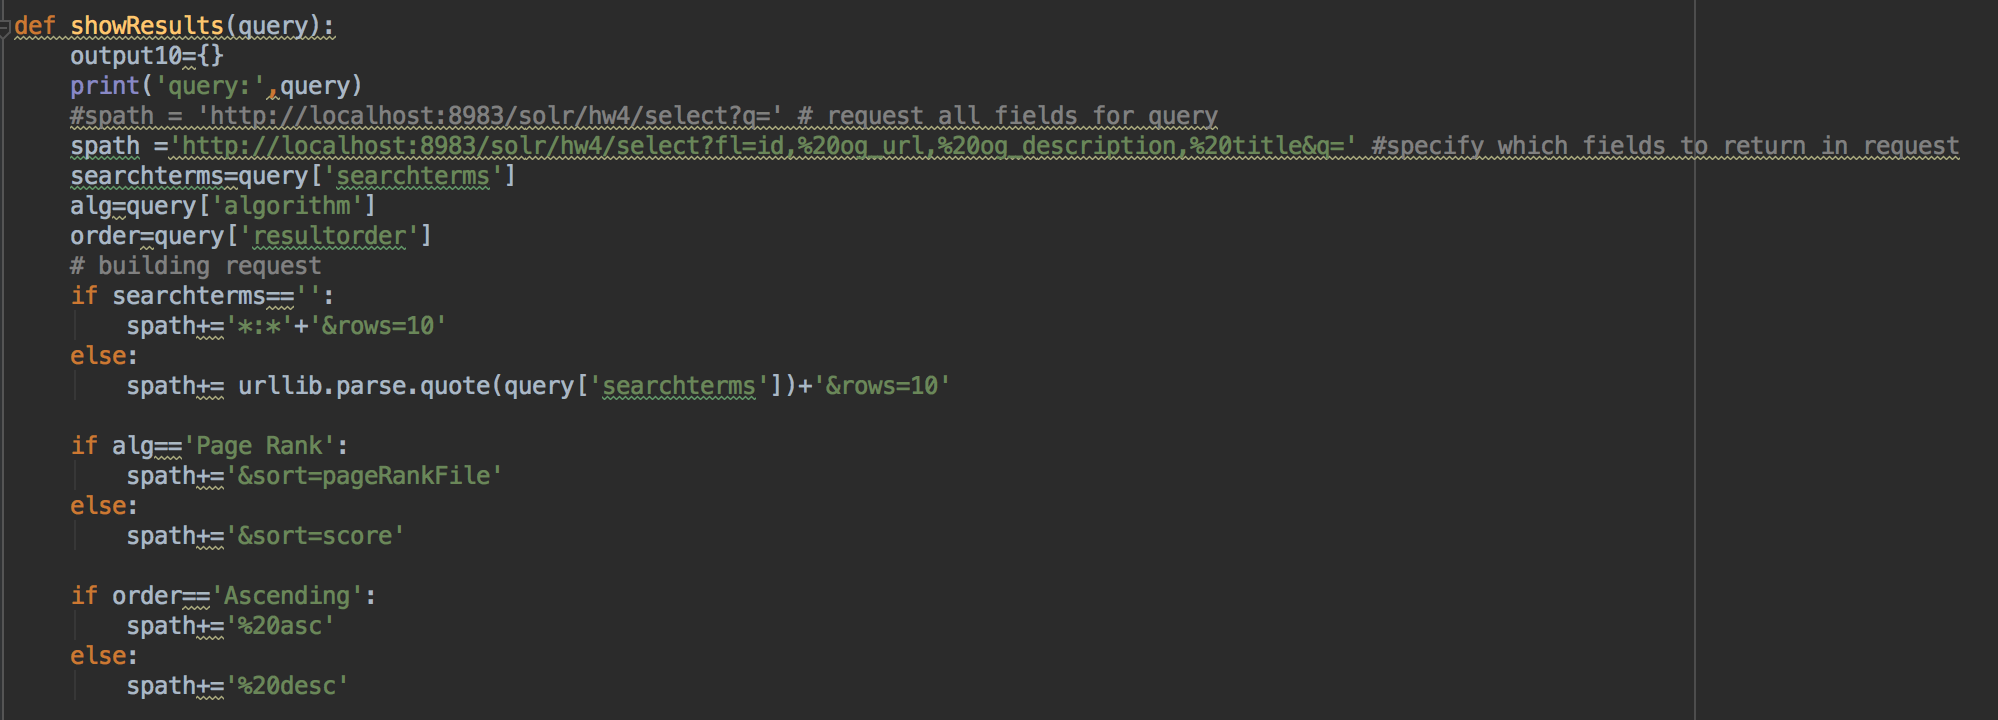 def showResults(query):
    output10={}
    print('query:',query)
    #spath = 'http://localhost:8983/solr/hw4/select?q=' # request all fields for query
    spath ='http://localhost:8983/solr/hw4/select?fl=id,%20og_url,%20og_description,%20title&q=' #specify which fields to return in request
    searchterms=query['searchterms']
    alg=query['algorithm']
    order=query['resultorder']
    # building request
    if searchterms=='':
        spath+='*:*'+'&rows=10'
    else:
        spath+= urllib.parse.quote(query['searchterms'])+'&rows=10'
    if alg=='Page Rank':
        spath+='&sort=pageRankFile'
    else:
        spath+='&sort=score'
    if order=='Ascending':
        spath+='%20asc'
    else:
        spath+='%20desc'